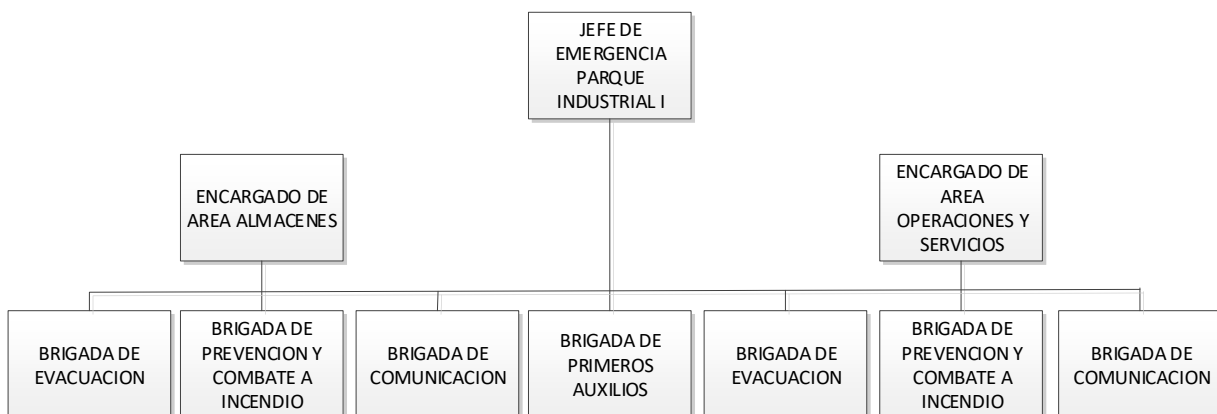 JEFE DE
EMERGENCIA
PARQUE
INDUSTRIAL I
ENCARGADO DE
AREA ALMACENES
ENCARGADO DE
AREA
OPERACIONES Y
SERVICIOS
BRIGADA DE
EVACUACION
BRIGADA DE
PREVENCION Y
COMBATE A
INCENDIO
BRIGADA DE
COMUNICACION
BRIGADA DE
PRIMEROS
AUXILIOS
BRIGADA DE
EVACUACION
BRIGADA DE
PREVENCION Y
COMBATE A
INCENDIO
BRIGADA DE
COMUNICACION